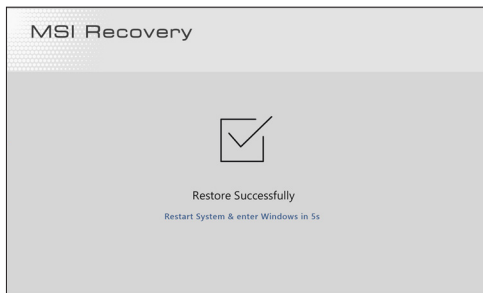 MSI Recovery
Restore Successfully
Restart System & enter Windows in 5s